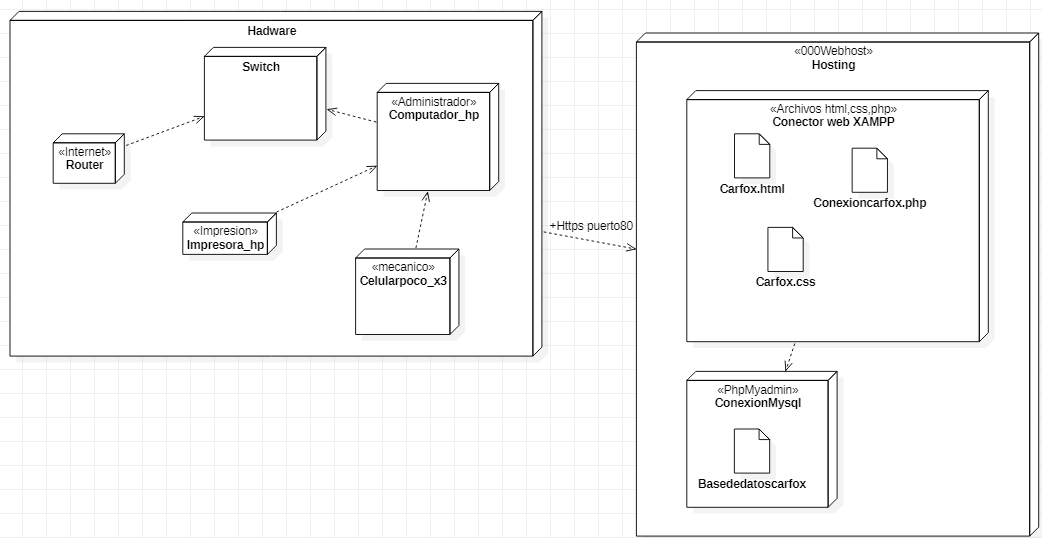 Hadware
Switch
«Administrador»
Computador_hp
«Internet»
Router
«Impresion»
Impresora_hp
«mecanico»
Celularpoco_x3
+Https puerto80
«000Webhost»
Hosting
«Archivos html,css,php»
Conector web XAMPP
Carfox.html
Conexioncarfox.php
Carfox.css
«PhpMyadmin»
ConexionMysql
Basededatoscarfox